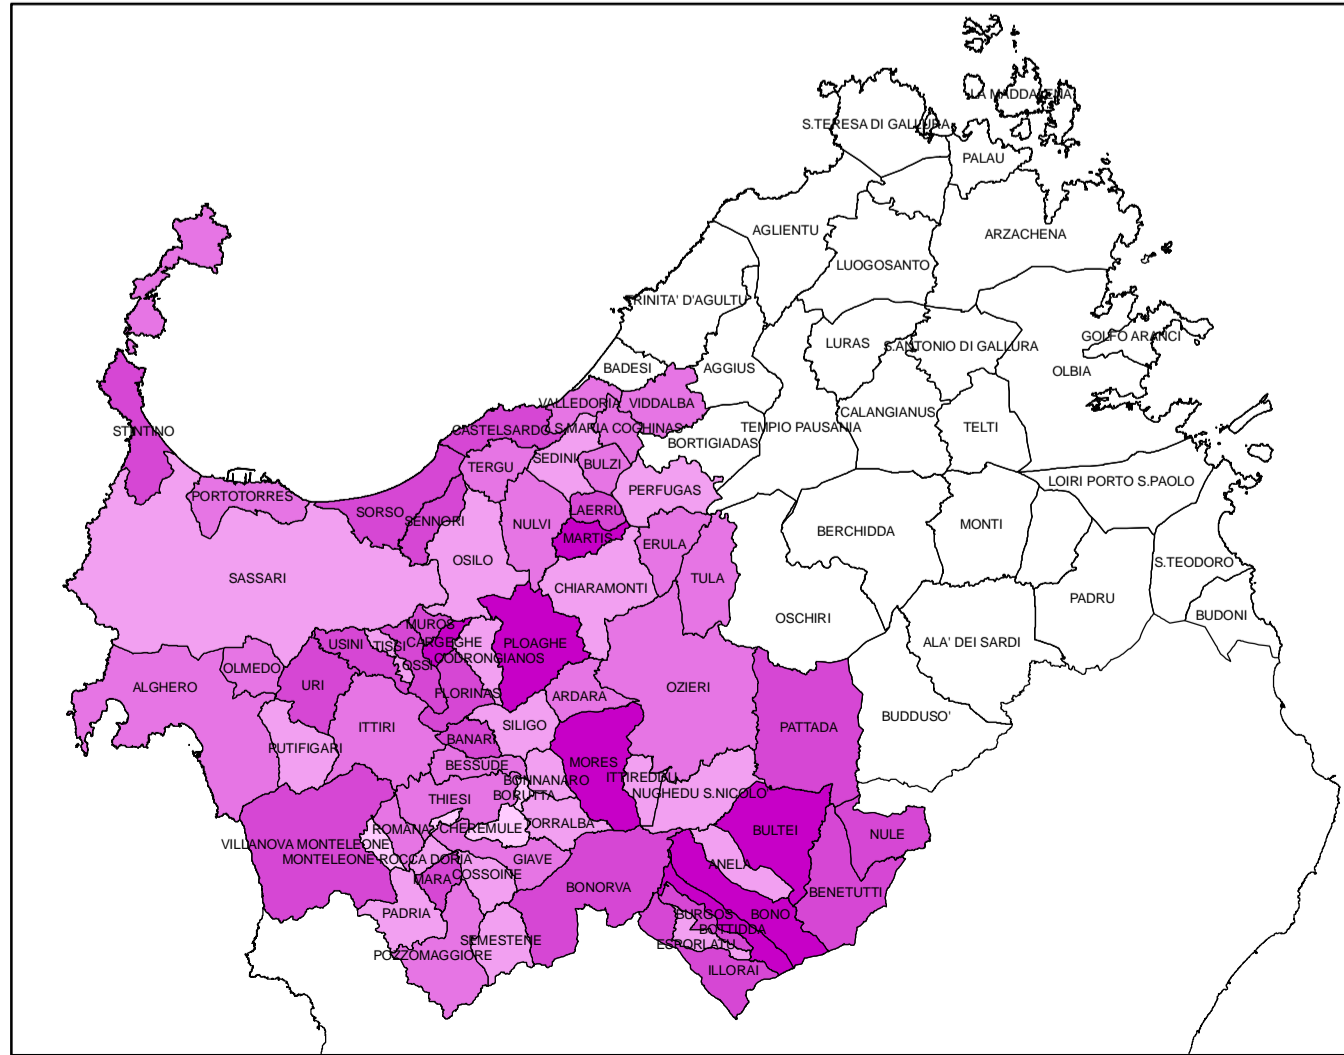 LA MADDALENA
S.TERESA DI GALLURA
PALAU
AGLIENTU
ARZACHENA
LUOGOSANTO
TRINITA' D'AGULTU
GOLFO ARANCI
LURAS
S.ANTONIO DI GALLURA
BADESI
AGGIUS
OLBIA
VALLEDORIA
VIDDALBA
CALANGIANUS
STINTINO
CASTELSARDO
S.MARIA COGHINAS
TEMPIO PAUSANIA
TELTI
BORTIGIADAS
SEDINI
BULZI
TERGU
LOIRI PORTO S.PAOLO
PERFUGAS
PORTOTORRES
SORSO
LAERRU
SENNORI
NULVI
BERCHIDDA
MONTI
MARTIS
ERULA
OSILO
S.TEODORO
SASSARI
TULA
CHIARAMONTI
PADRU
BUDONI
OSCHIRI
MUROS
USINI
TISSI
CARGEGHE
PLOAGHE
ALA' DEI SARDI
CODRONGIANOS
OSSI
OLMEDO
ALGHERO
URI
OZIERI
FLORINAS
ARDARA
BUDDUSO'
ITTIRI
SILIGO
PATTADA
BANARI
PUTIFIGARI
BESSUDE
MORES
ITTIREDDU
BONNANARO
NUGHEDU S.NICOLO'
BORUTTA
THIESI
ROMANA
CHEREMULE
TORRALBA
BULTEI
NULE
VILLANOVA MONTELEONE
MONTELEONE ROCCA DORIA
GIAVE
ANELA
COSSOINE
MARA
BONORVA
BENETUTTI
PADRIA
BURGOS
BONO
BOTTIDDA
SEMESTENE
ESPORLATU
POZZOMAGGIORE
ILLORAI